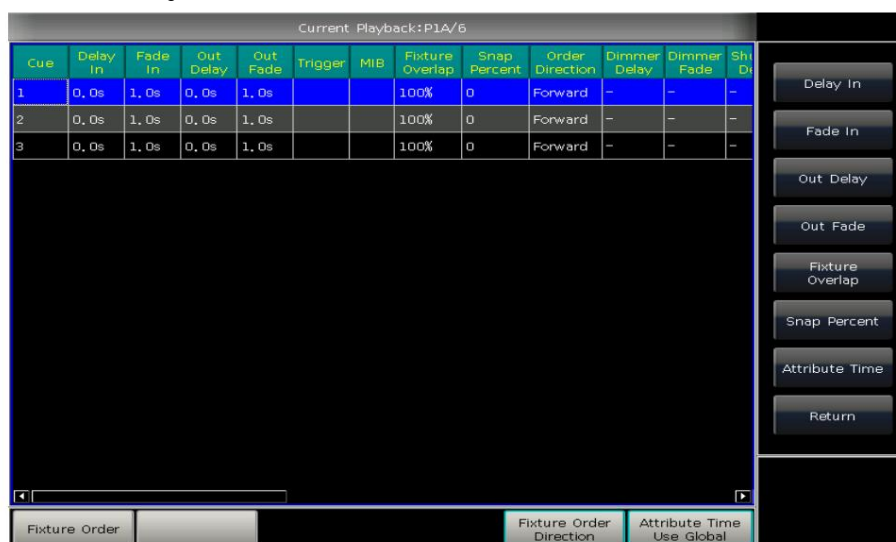 Current Playback:P1A/6
Cue Delay In Fade In Out Delay Out Fade Trigger MIB Fixture Overlap Snap Percent Order Direction Dimmer Delay Dimmer Fade
1 0.0s 1.0s 0.0s 1.0s 100% 0 Forward - - -
2 0.0s 1.0s 0.0s 1.0s 100% 0 Forward - - -
3 0.0s 1.0s 0.0s 1.0s 100% 0 Forward - - -
Delay In
Fade In
Out Delay
Out Fade
Fixture
Overlap
Snap Percent
Attribute Time
Return
Fixture Order
Fixture Order
Direction
Attribute Time
Use Global